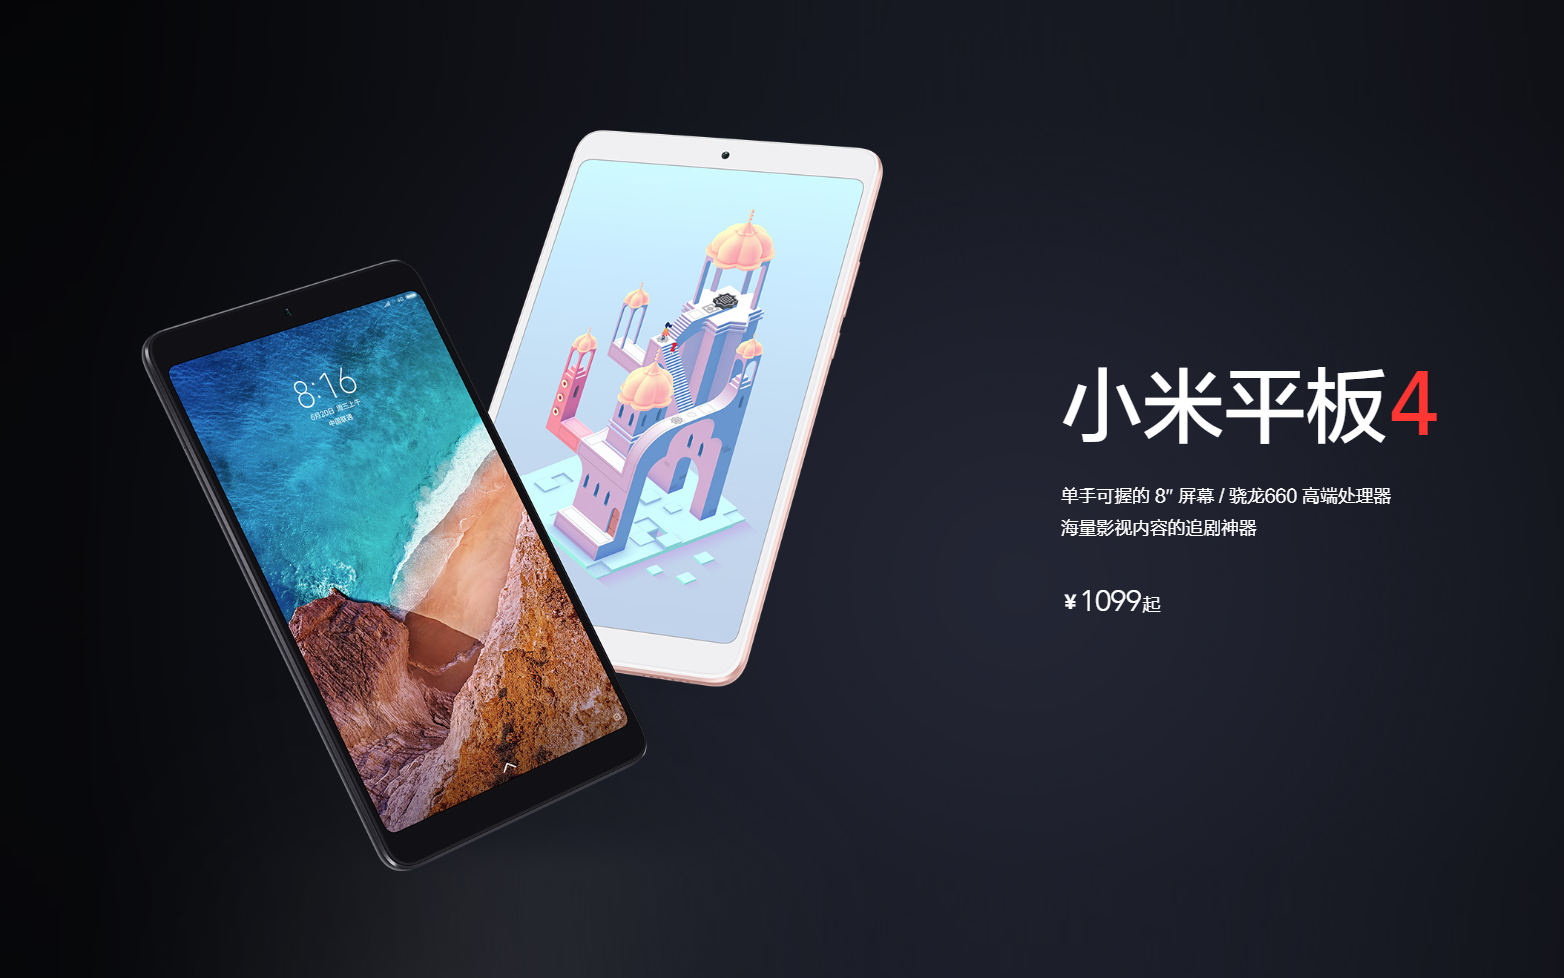 4G
8:16
6月20日 周三上午
中国联通
小米平板4
单手可握的 8″ 屏幕 / 骁龙660 高端处理器
海量影视内容的追剧神器
¥1099起